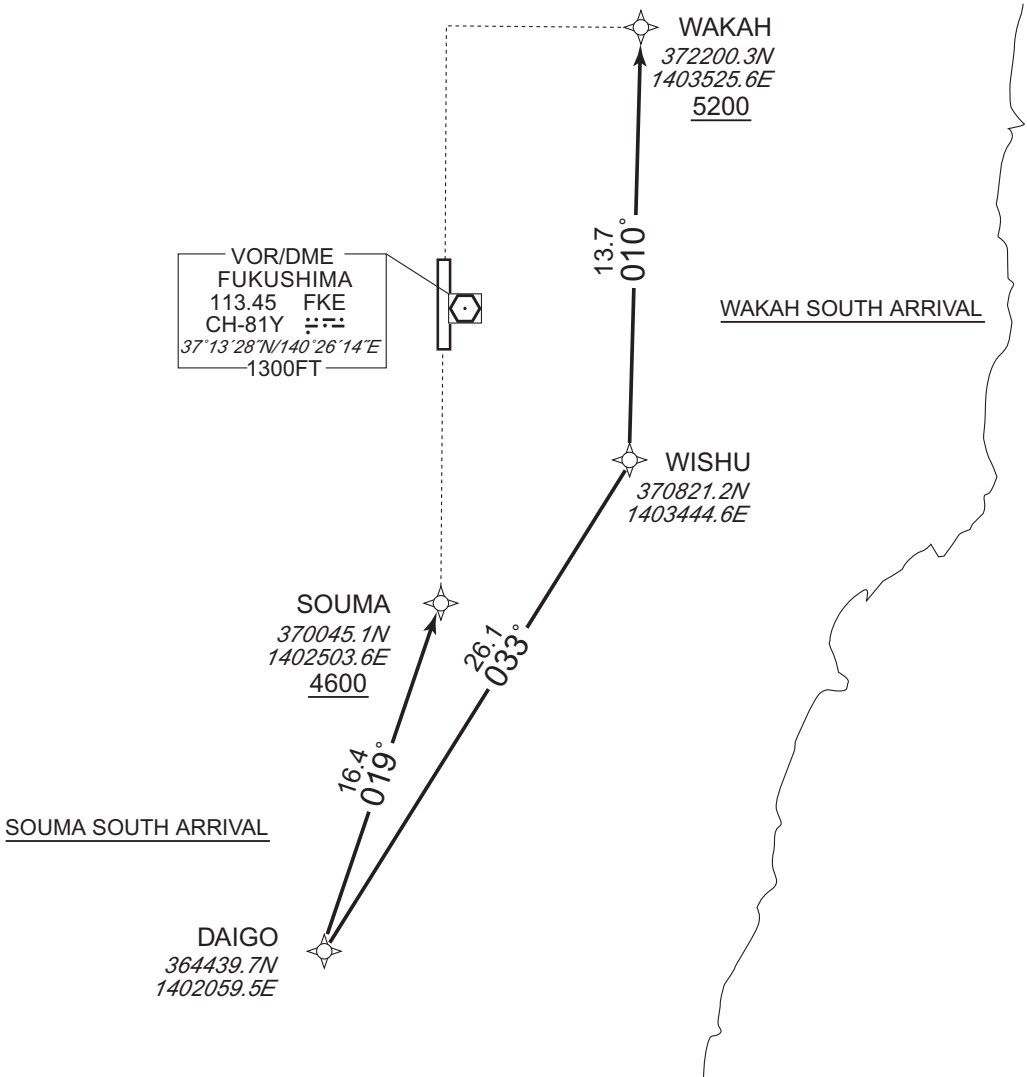 WAKAH
372200.3N
1403525.6E
5200
VOR/DME
FUKUSHIMA
113.45 FKE
CH-81Y
37°13´28˝N/140°26´14˝E
1300FT
13.7
010°
WAKAH SOUTH ARRIVAL
WISHU
370821.2N
1403444.6E
SOUMA
370045.1N
1402503.6E
4600
26.1
033°
16.4
019°
SOUMA SOUTH ARRIVAL
DAIGO
364439.7N
1402059.5E